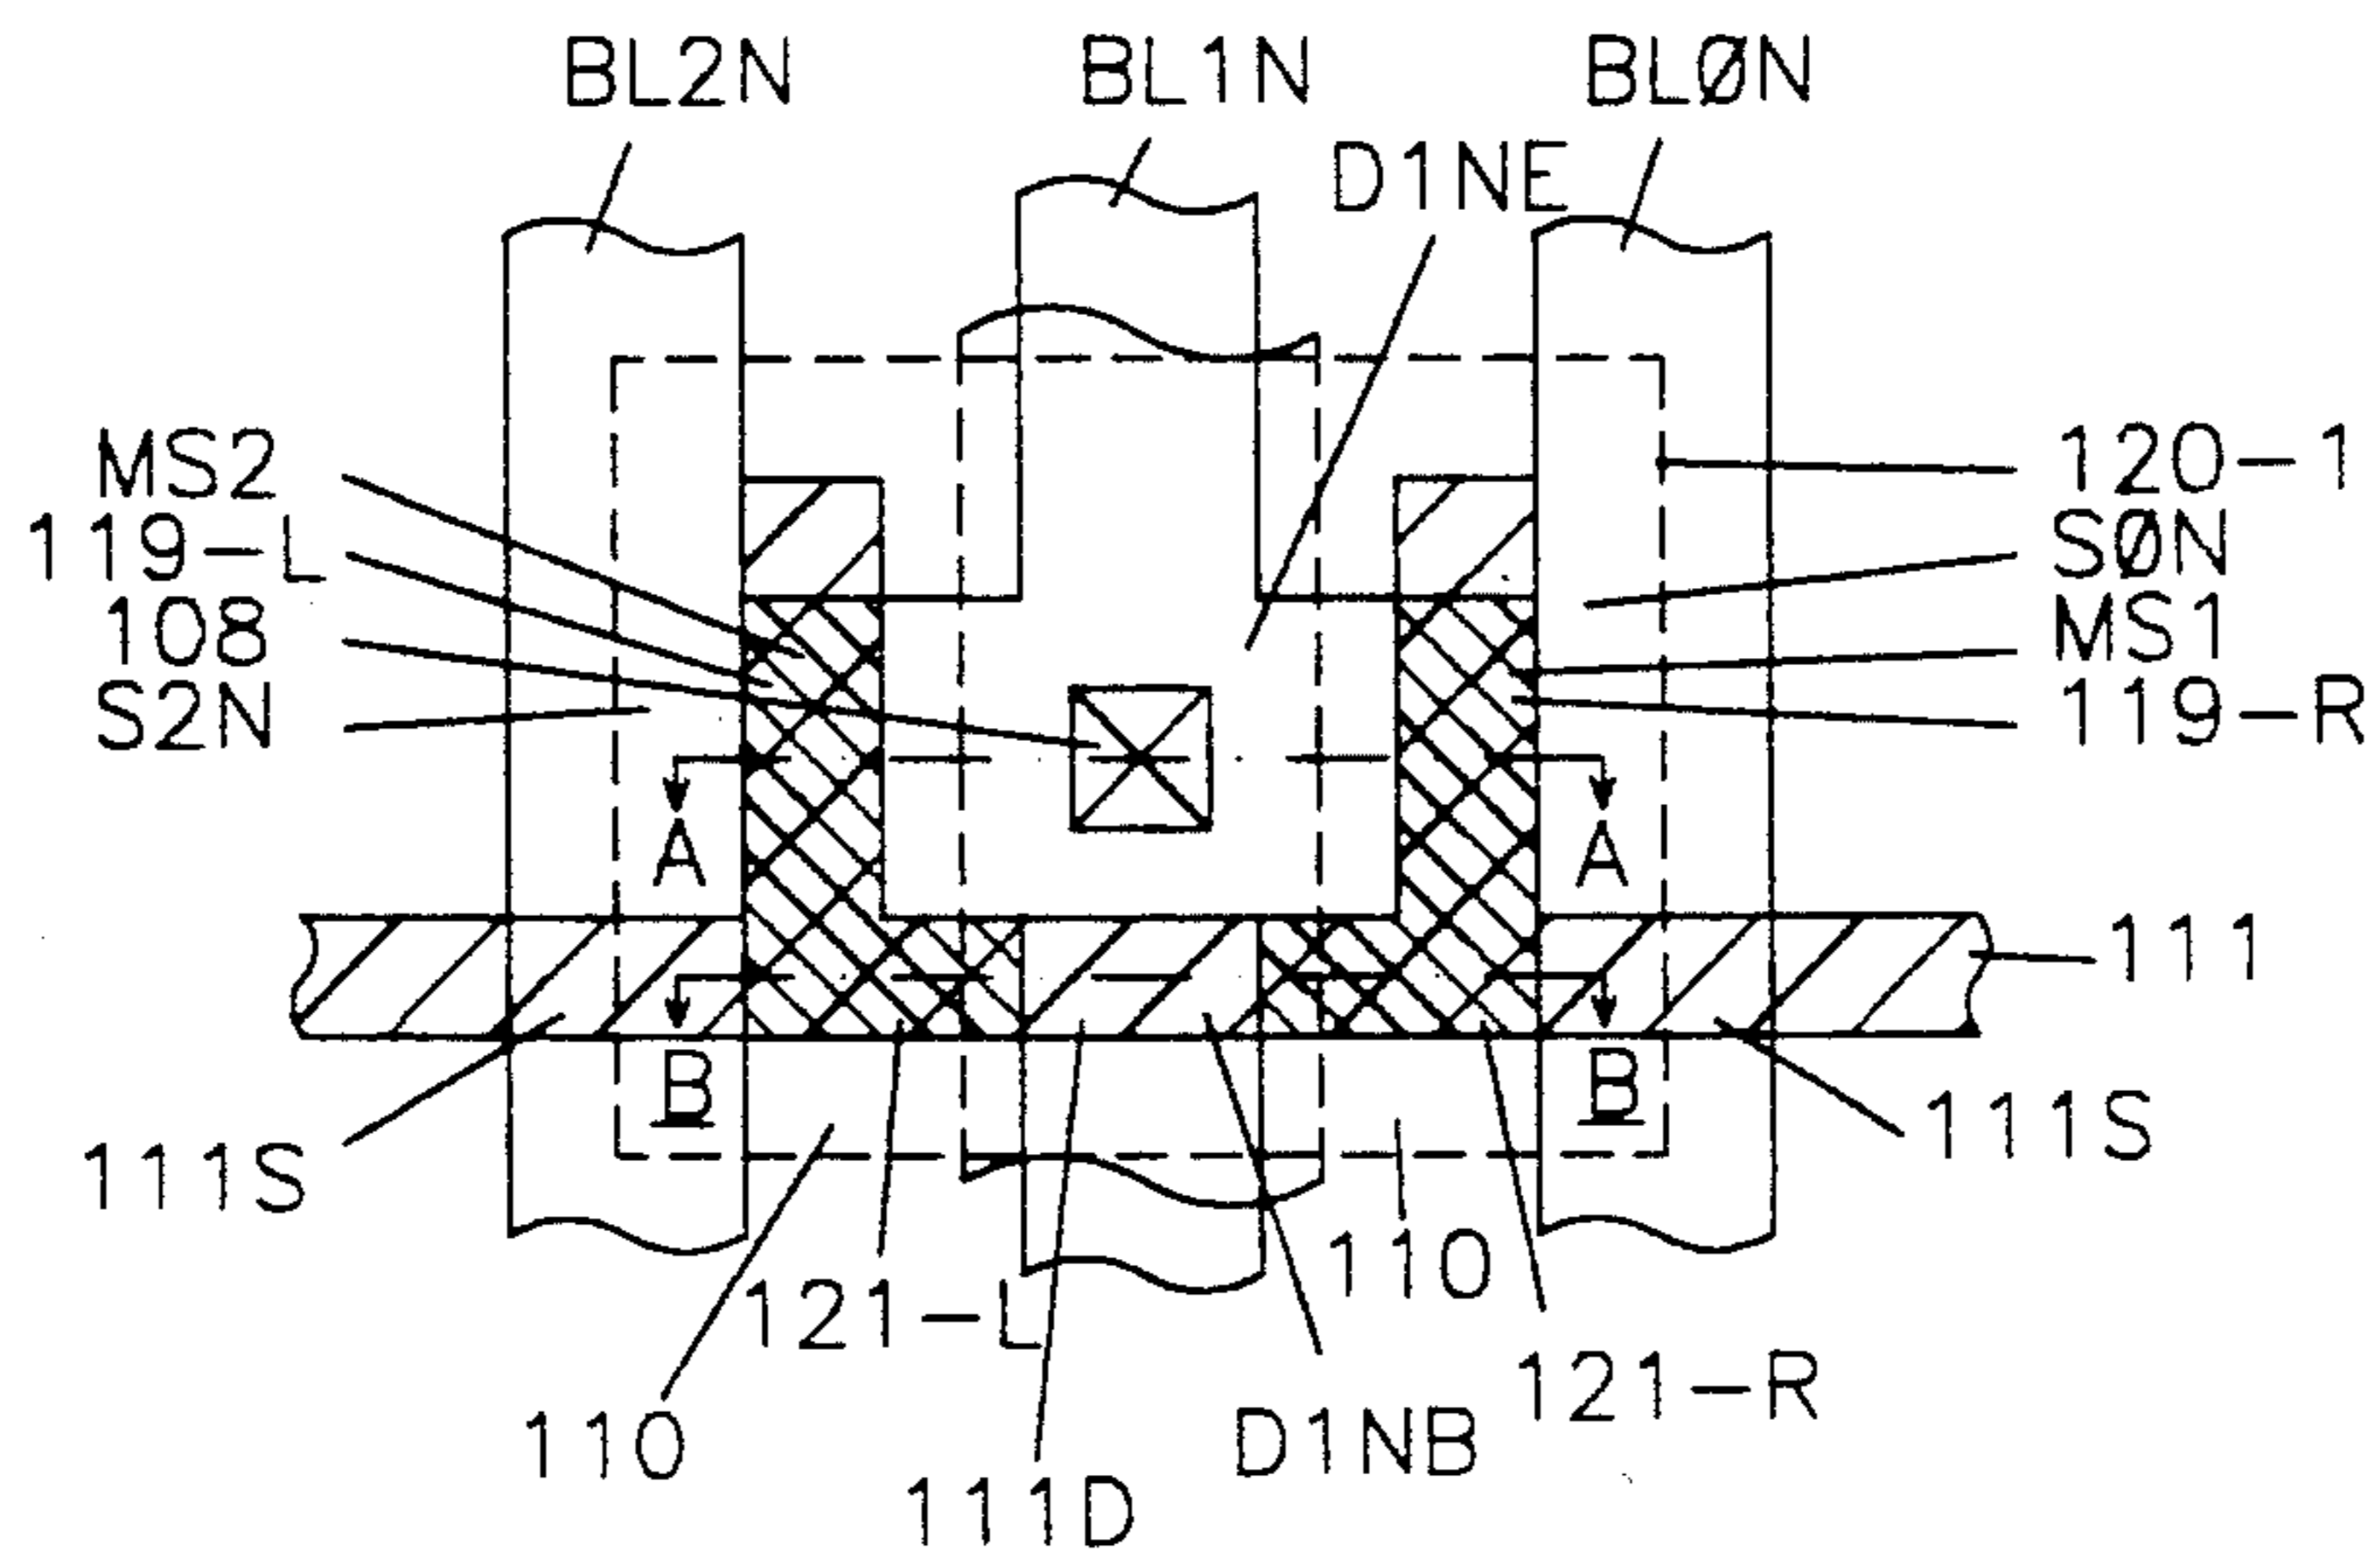 BL2N BL1N BLØN
D1NE
MS2 120-1
119-L SØN
108 MS1
S2N 119-R
A A
111
B B
111S 111S
110
121-L
121-R
110 D1NB
111D